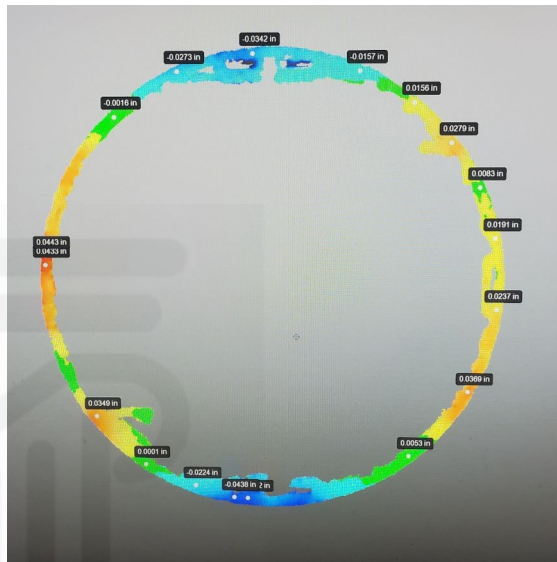 -0.0342 in
-0.0273 in
-0.0157 in
-0.0016 in
0.0156 in
0.0279 in
0.0083 in
0.0191 in
0.0443 in
0.0433 in
0.0237 in
0.0369 in
0.0349 in
0.0053 in
0.0001 in
-0.0224 in
-0.0438 in 2 in